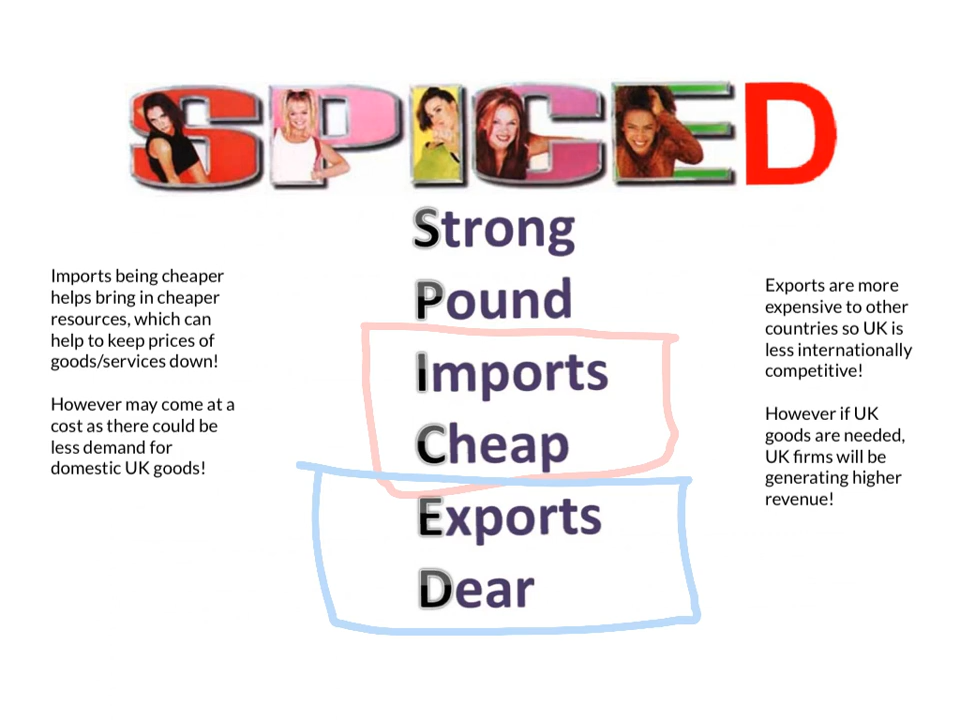 SPICED
Strong
Pound
Imports
Cheap
Exports
Dear
Imports being cheaper
helps bring in cheaper
resources, which can
help to keep prices of
goods/services down!
However may come at a
cost as there could be
less demand for
domestic UK goods!
Exports are more
expensive to other
countries so UK is
less internationally
competitive!
However if UK
goods are needed,
UK firms will be
generating higher
revenue!